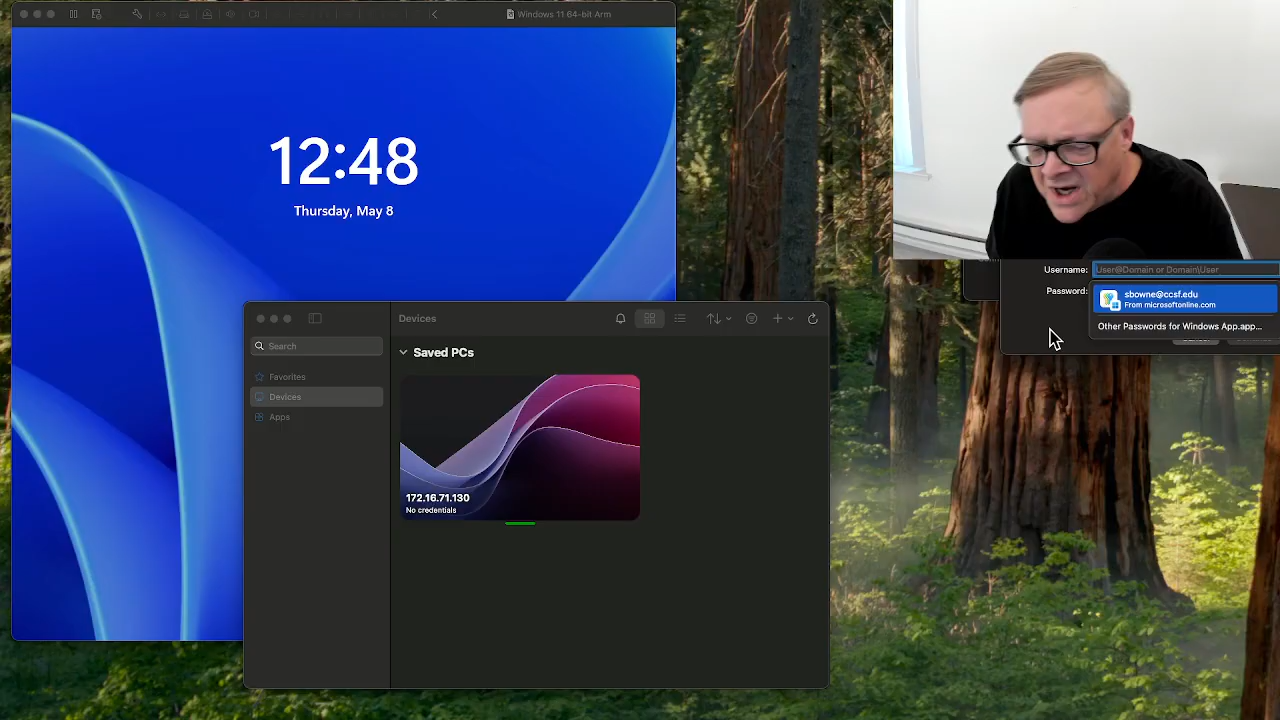 Windows 11 64-bit Arm
12:48
Thursday, May 8
Username:
User@Domain or Domain\User
Password:
sbowne@ccsf.edu
From microsoftonline.com
Other Passwords for Windows App.app...
Devices
Search
Saved PCs
Favorites
Devices
Apps
172.16.71.130
No credentials